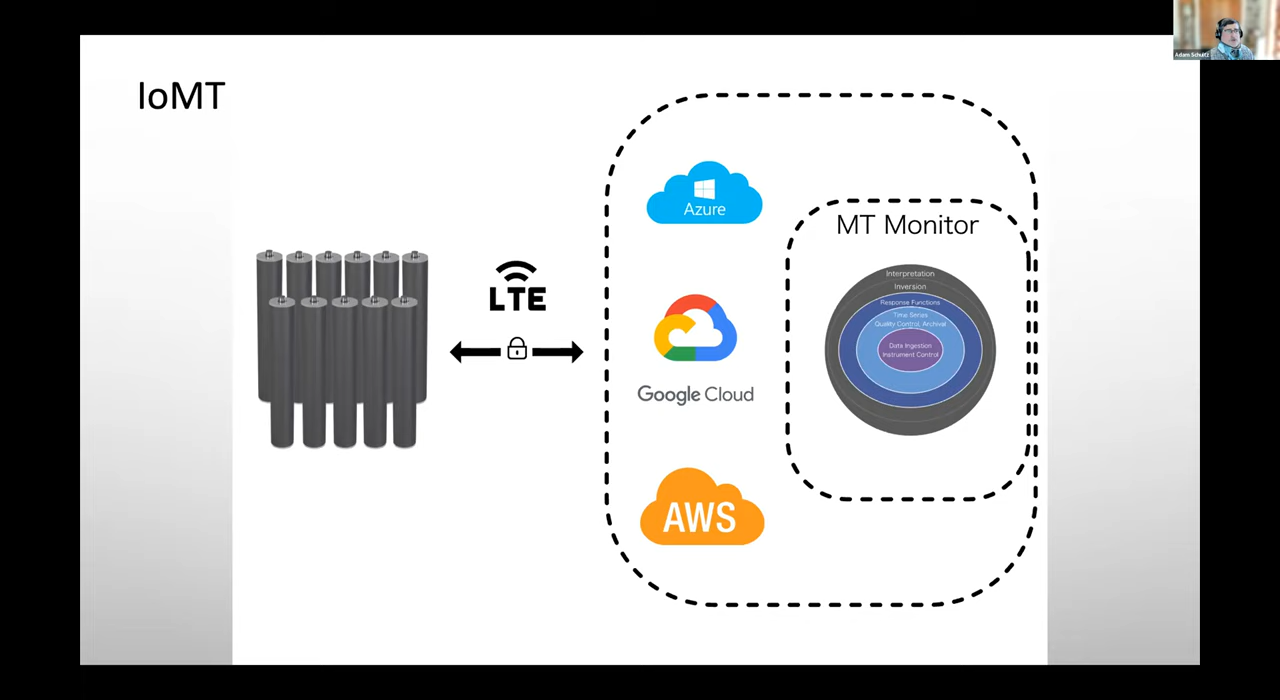 Adam Schultz
IoMT
LTE
Azure
Google Cloud
AWS
MT Monitor
Interpretation
Inversion
Response Functions
Time Series
Quality Control, Archival
Data Ingestion
Instrument Control